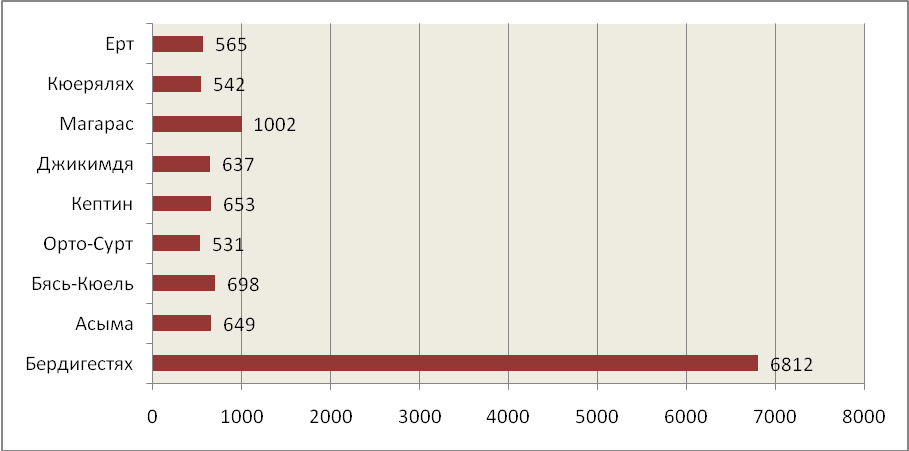 Ерт 565
Кюерялях 542
Магарас 1002
Джикимдя 637
Кептин 653
Орто-Сурт 531
Бясь-Кюель 698
Асыма 649
Бердигестях 6812
0 1000 2000 3000 4000 5000 6000 7000 8000